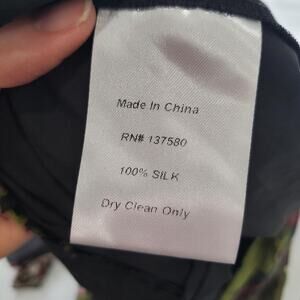 Made In China
RN# 137580
100% SILK
Dry Clean Only